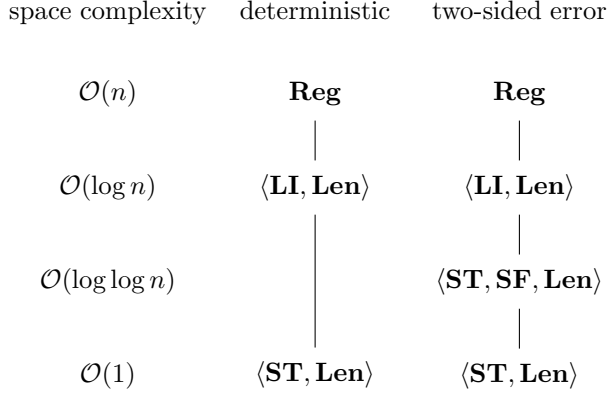 space complexity deterministic two-sided error
𝒪(n) Reg Reg
𝒪(log n) ⟨LI, Len⟩ ⟨LI, Len⟩
𝒪(log log n) ⟨ST, SF, Len⟩
𝒪(1) ⟨ST, Len⟩ ⟨ST, Len⟩